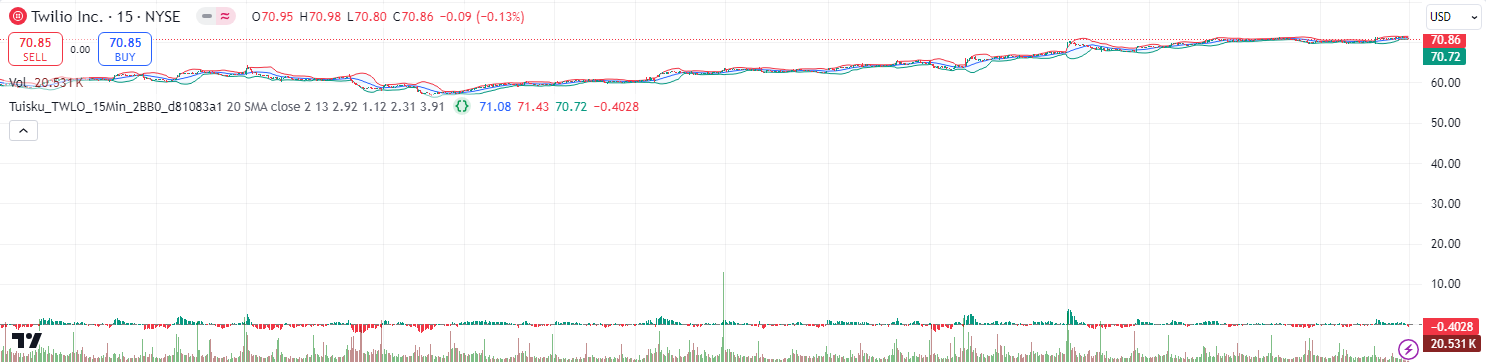 Twilio Inc. · 15 · NYSE O70.95 H70.98 L70.80 C70.86 −0.09 (−0.13%)
USD
70.85 0.00 70.85
SELL BUY
70.86
70.72
Vol 20.531K
60.00
Tuisku_TWLO_15Min_2BB0_d81083a1 20 SMA close 2 13 2.92 1.12 2.31 3.91 {} 71.08 71.43 70.72 −0.4028
50.00
40.00
30.00
20.00
10.00
−0.4028
20.531 K